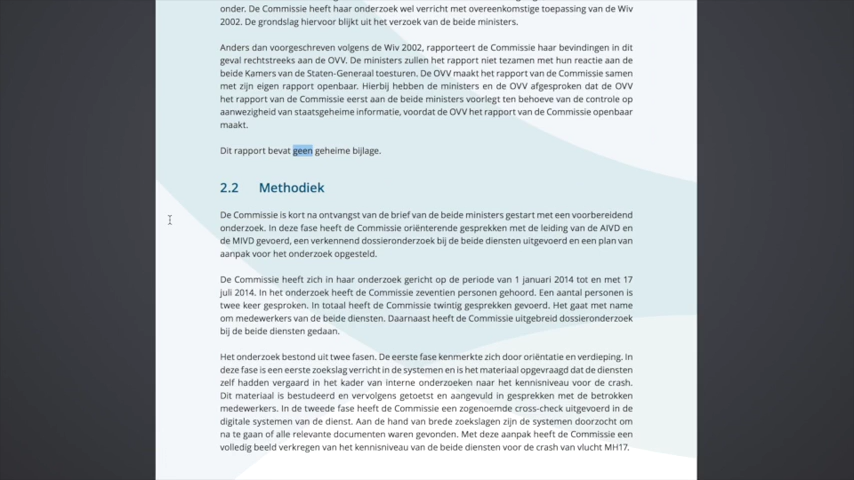 onder. De Commissie heeft haar onderzoek wel verricht met overeenkomstige toepassing van de Wiv
2002. De grondslag hiervoor blijkt uit het verzoek van de beide ministers.
Anders dan voorgeschreven volgens de Wiv 2002, rapporteert de Commissie haar bevindingen in dit
geval rechtstreeks aan de OVV. De ministers zullen het rapport niet tezamen met hun reactie aan de
beide Kamers van de Staten-Generaal toesturen. De OVV maakt het rapport van de Commissie samen
met zijn eigen rapport openbaar. Hierbij hebben de ministers en de OVV afgesproken dat de OVV
het rapport van de Commissie eerst aan de beide ministers voorlegt ten behoeve van de controle op
aanwezigheid van staatsgeheime informatie, voordat de OVV het rapport van de Commissie openbaar
maakt.
Dit rapport bevat geen geheime bijlage.
2.2 Methodiek
De Commissie is kort na ontvangst van de brief van de beide ministers gestart met een voorbereidend
onderzoek. In deze fase heeft de Commissie oriënterende gesprekken met de leiding van de AIVD en
de MIVD gevoerd, een verkennend dossieronderzoek bij de beide diensten uitgevoerd en een plan van
aanpak voor het onderzoek opgesteld.
De Commissie heeft zich in haar onderzoek gericht op de periode van 1 januari 2014 tot en met 17
juli 2014. In het onderzoek heeft de Commissie zeventien personen gehoord. Een aantal personen is
twee keer gesproken. In totaal heeft de Commissie twintig gesprekken gevoerd. Het gaat met name
om medewerkers van de beide diensten. Daarnaast heeft de Commissie uitgebreid dossieronderzoek
bij de beide diensten gedaan.
Het onderzoek bestond uit twee fasen. De eerste fase kenmerkte zich door oriëntatie en verdieping. In
deze fase is een eerste zoekslag verricht in de systemen en is het materiaal opgevraagd dat de diensten
zelf hadden vergaard in het kader van interne onderzoeken naar het kennisniveau voor de crash.
Dit materiaal is bestudeerd en vervolgens getoetst en aangevuld in gesprekken met de betrokken
medewerkers. In de tweede fase heeft de Commissie een zogenoemde cross-check uitgevoerd in de
digitale systemen van de dienst. Aan de hand van brede zoekslagen zijn de systemen doorzocht om
na te gaan of alle relevante documenten waren gevonden. Met deze aanpak heeft de Commissie een
volledig beeld verkregen van het kennisniveau van de beide diensten voor de crash van vlucht MH17.